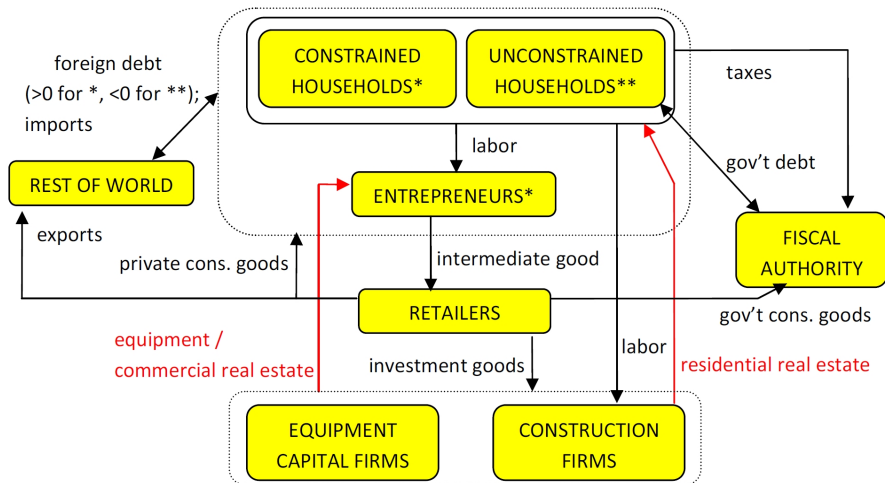 foreign debt
(>0 for *, <0 for **);
imports
CONSTRAINED
HOUSEHOLDS*
UNCONSTRAINED
HOUSEHOLDS**
taxes
labor
gov't debt
REST OF WORLD
ENTREPRENEURS*
exports
private cons. goods
intermediate good
FISCAL
AUTHORITY
RETAILERS
gov't cons. goods
equipment /
commercial real estate
investment goods
labor
residential real estate
EQUIPMENT
CAPITAL FIRMS
CONSTRUCTION
FIRMS